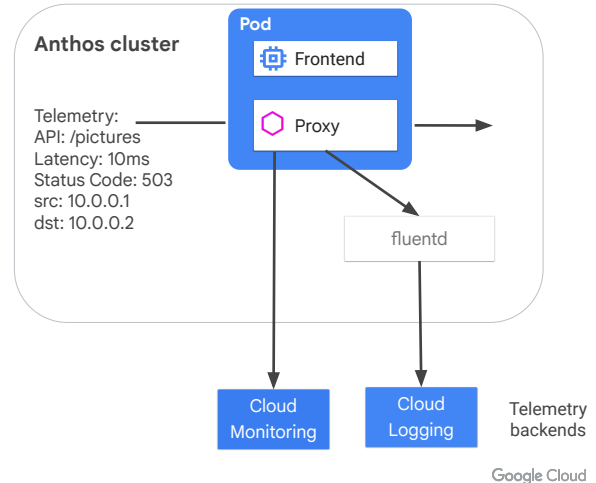 Anthos cluster
Pod
Frontend
Proxy
Telemetry:
API: /pictures
Latency: 10ms
Status Code: 503
src: 10.0.0.1
dst: 10.0.0.2
fluentd
Cloud
Monitoring
Cloud
Logging
Telemetry
backends
Google Cloud